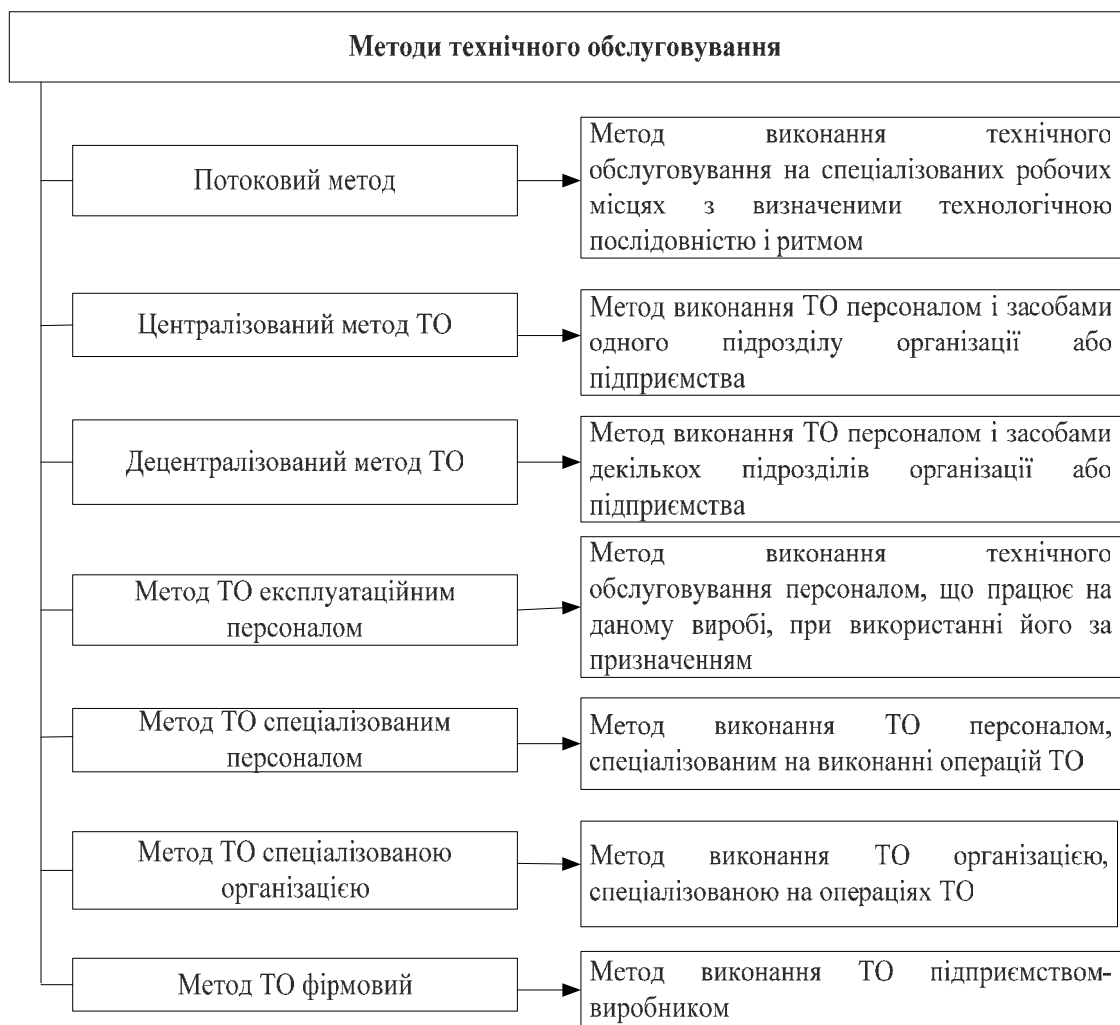 Методи технічного обслуговування
Потоковий метод
Метод виконання технічного
обслуговування на спеціалізованих робочих
місцях з визначеними технологічною
послідовністю і ритмом
Централізований метод ТО
Метод виконання ТО персоналом і засобами
одного підрозділу організації або
підприємства
Децентралізований метод ТО
Метод виконання ТО персоналом і засобами
декількох підрозділів організації або
підприємства
Метод ТО експлуатаційним
персоналом
Метод виконання технічного
обслуговування персоналом, що працює на
даному виробі, при використанні його за
призначенням
Метод ТО спеціалізованим
персоналом
Метод виконання ТО персоналом,
спеціалізованим на виконанні операцій ТО
Метод ТО спеціалізованою
організацією
Метод виконання ТО організацією,
спеціалізованою на операціях ТО
Метод ТО фірмовий
Метод виконання ТО підприємством-
виробником